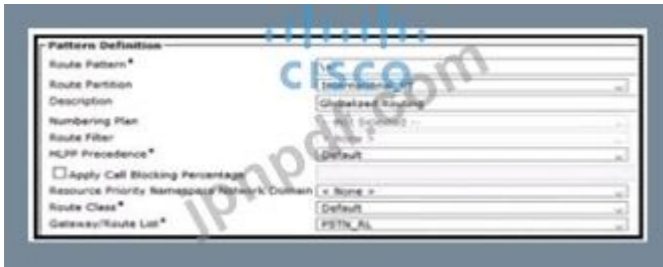 Pattern Definition
Route Pattern*
Route Partition
Description Globalized Routing
Numbering Plan
Route Filter
MLPP Precedence* Default
Apply Call Blocking Percentage
Resource Priority Namespace Network Domain < None >
Route Class* Default
Gateway/Route List* PSTN_RL
CISCO
jpnpdf.com